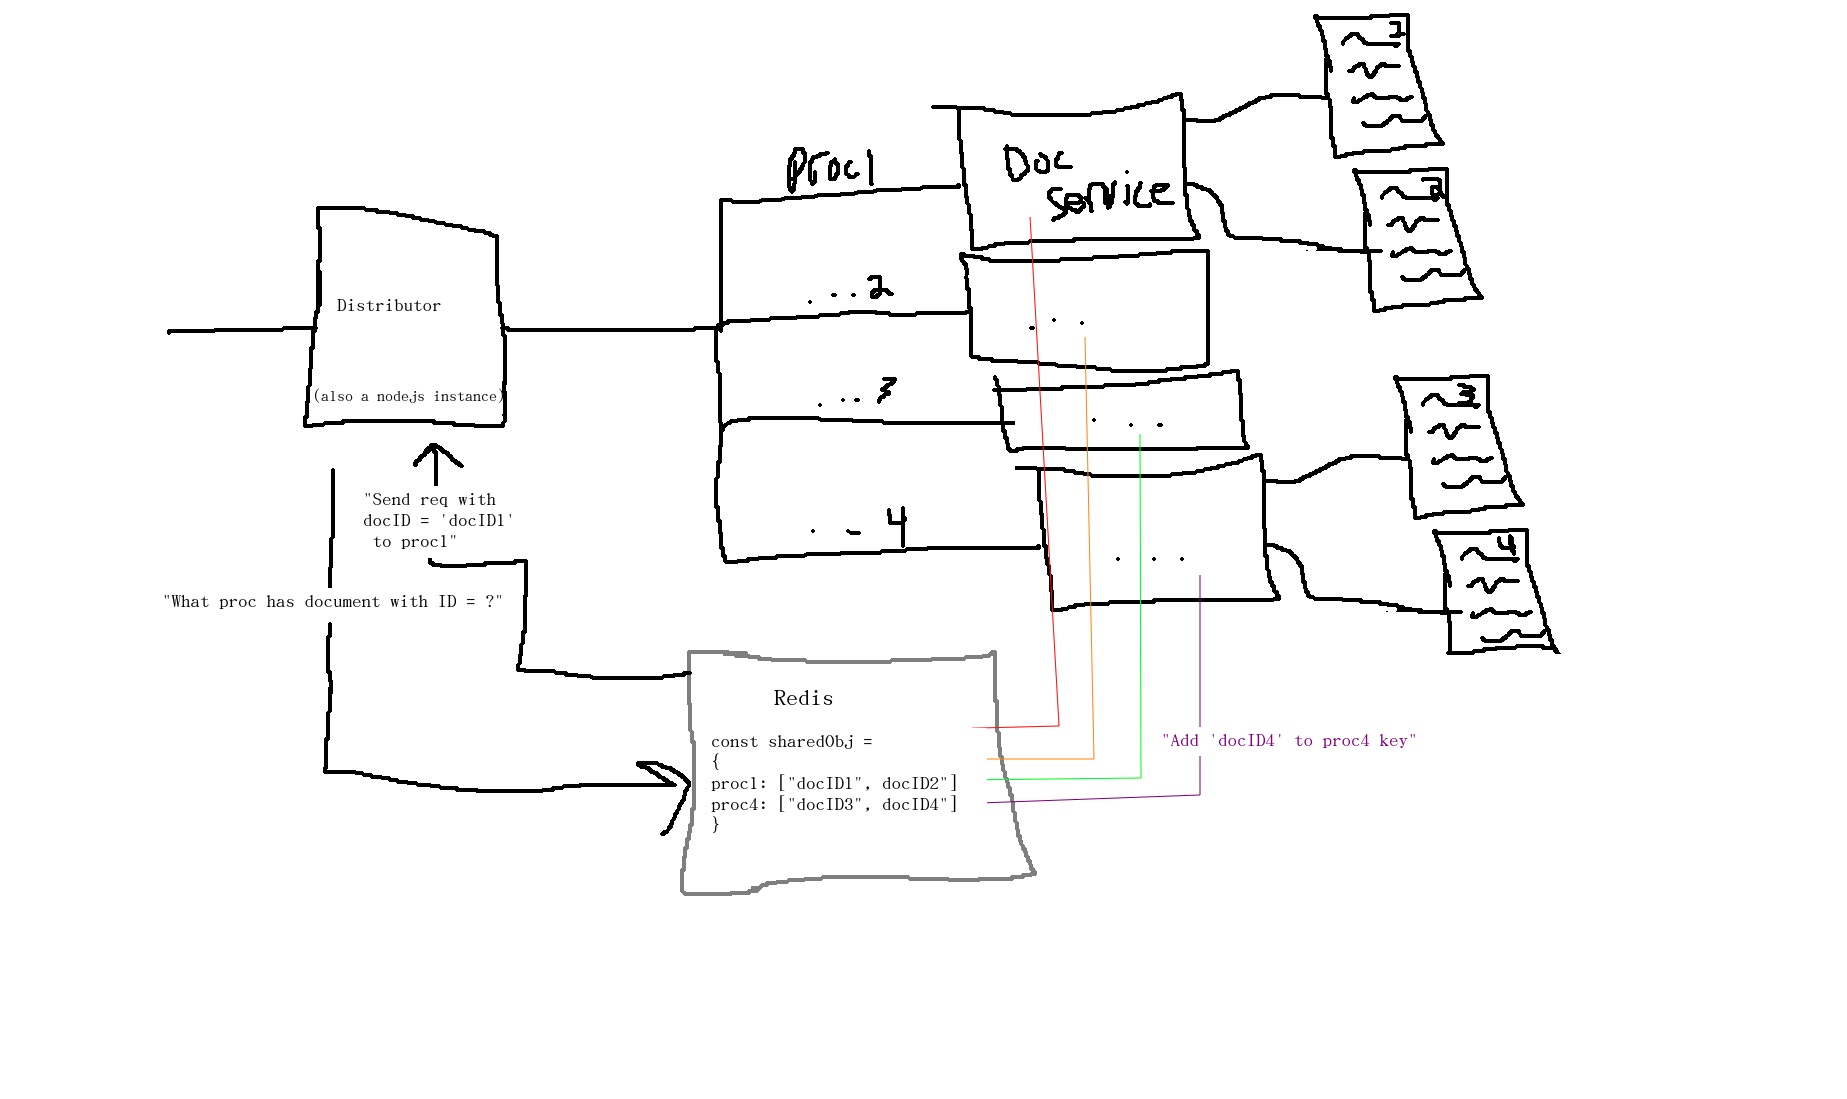 1
Proc1
Doc
service
2
...2
Distributor
...3
(also a nodejs instance)
3
"Send req with
docID = 'docID1'
to proc1"
... 4
...
4
"What proc has document with ID = ?"
Redis
const sharedObj =
{
proc1: ["docID1", docID2"]
proc4: ["docID3", docID4"]
}
"Add 'docID4' to proc4 key"